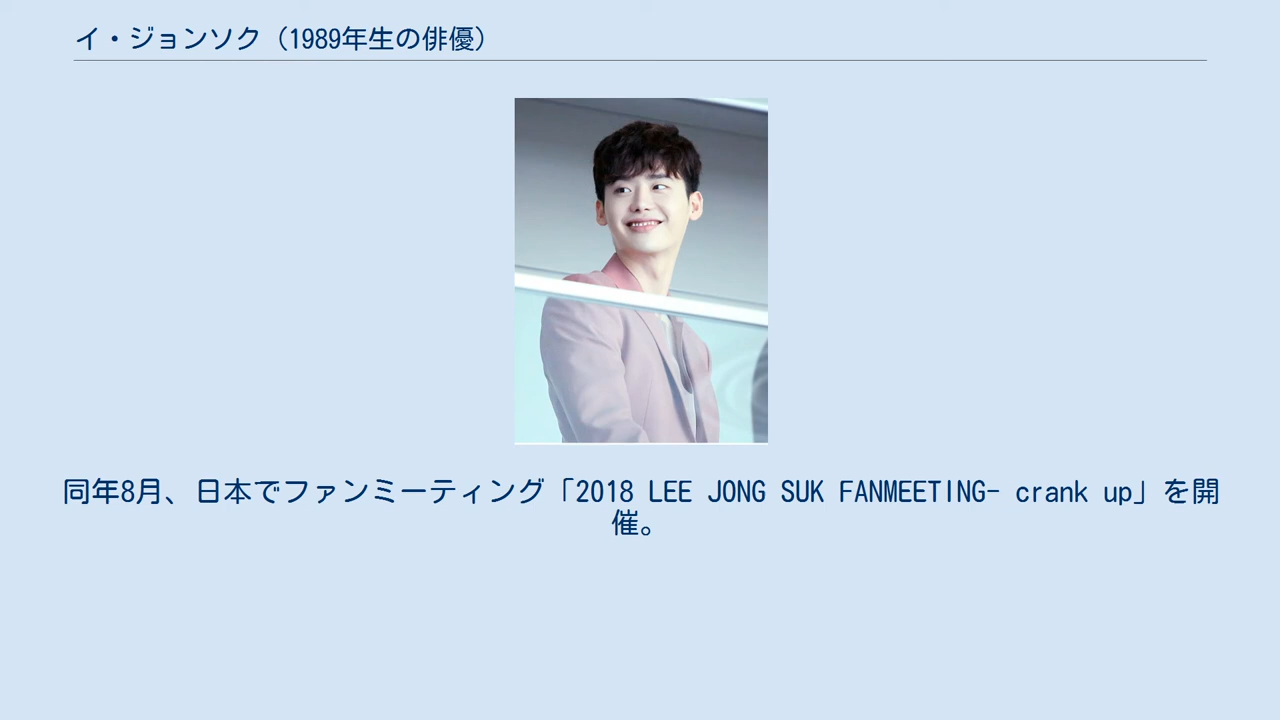 イ・ジョンソク（1989年生の俳優）
同年8月、日本でファンミーティング「2018 LEE JONG SUK FANMEETING- crank up」を開
催。